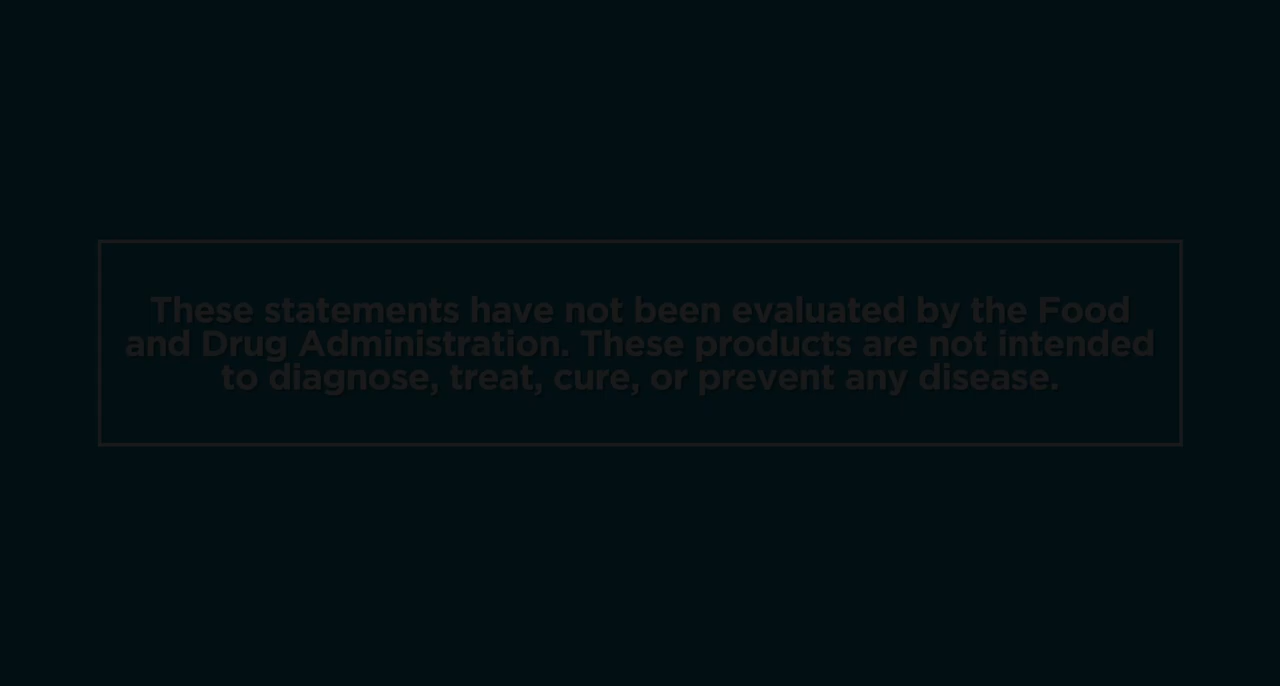 These statements have not been evaluated by the Food
and Drug Administration. These products are not intended
to diagnose, treat, cure, or prevent any disease.